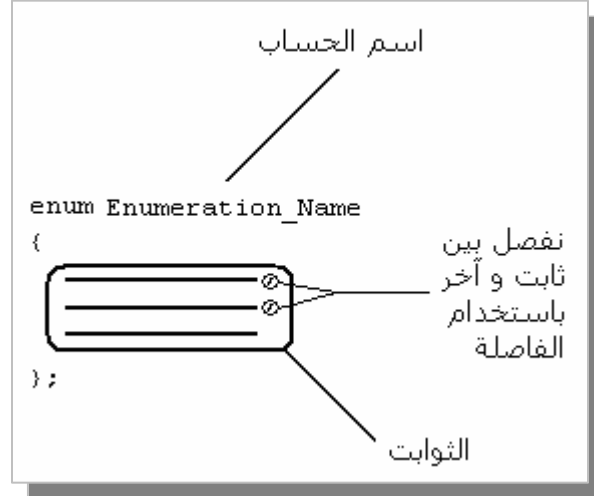 اسم الحساب
enum Enumeration_Name
{
نفصل بين
ثابت و آخر
باستخدام
الفاصلة
};
الثوابت